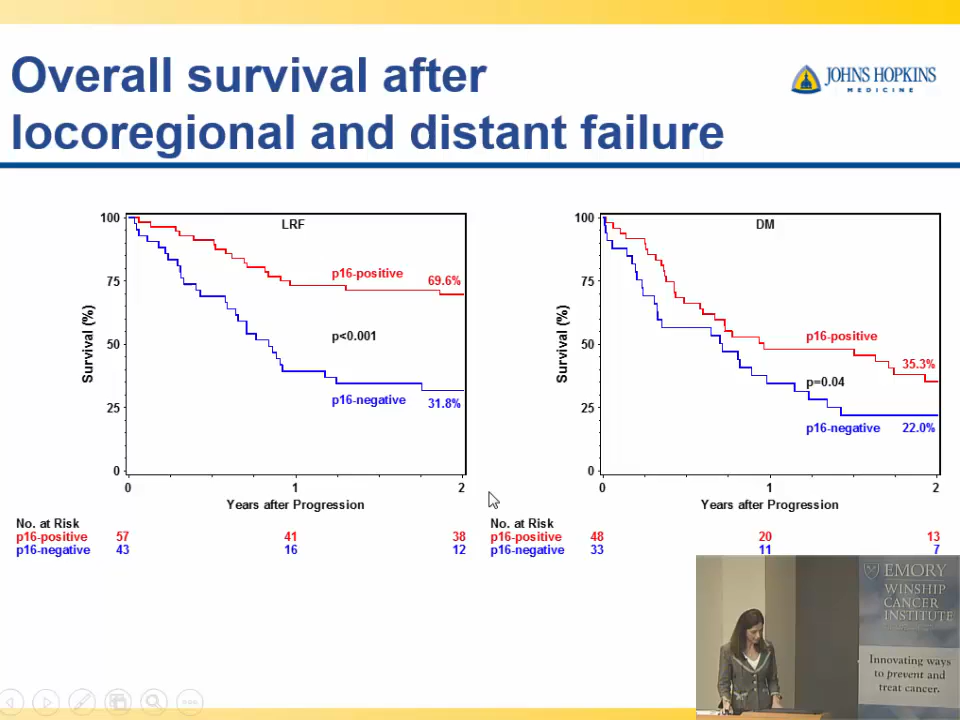 Overall survival after
locoregional and distant failure
JOHNS HOPKINS
MEDICINE
100
75
50
25
0
Survival (%)
LRF
p16-positive
69.6%
p<0.001
p16-negative
31.8%
0 1 2
Years after Progression
No. at Risk
p16-positive 57 41 38
p16-negative 43 16 12
100
75
50
25
0
Survival (%)
DM
p16-positive
35.3%
p=0.04
p16-negative 22.0%
0 1 2
Years after Progression
No. at Risk
p16-positive 48 20 13
p16-negative 33 11 7
EMORY
WINSHIP
CANCER
INSTITUTE
Innovating ways
to prevent and
treat cancer.